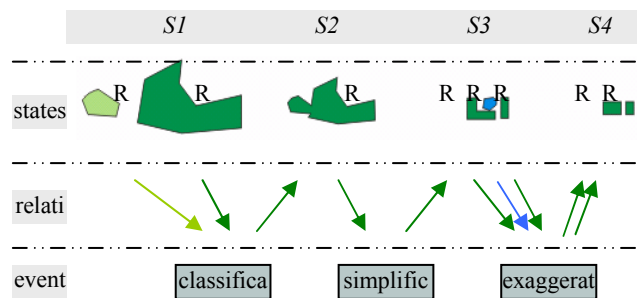 S1 S2 S3 S4
R R R R R R R
states
relati
event classifica simplific exaggerat